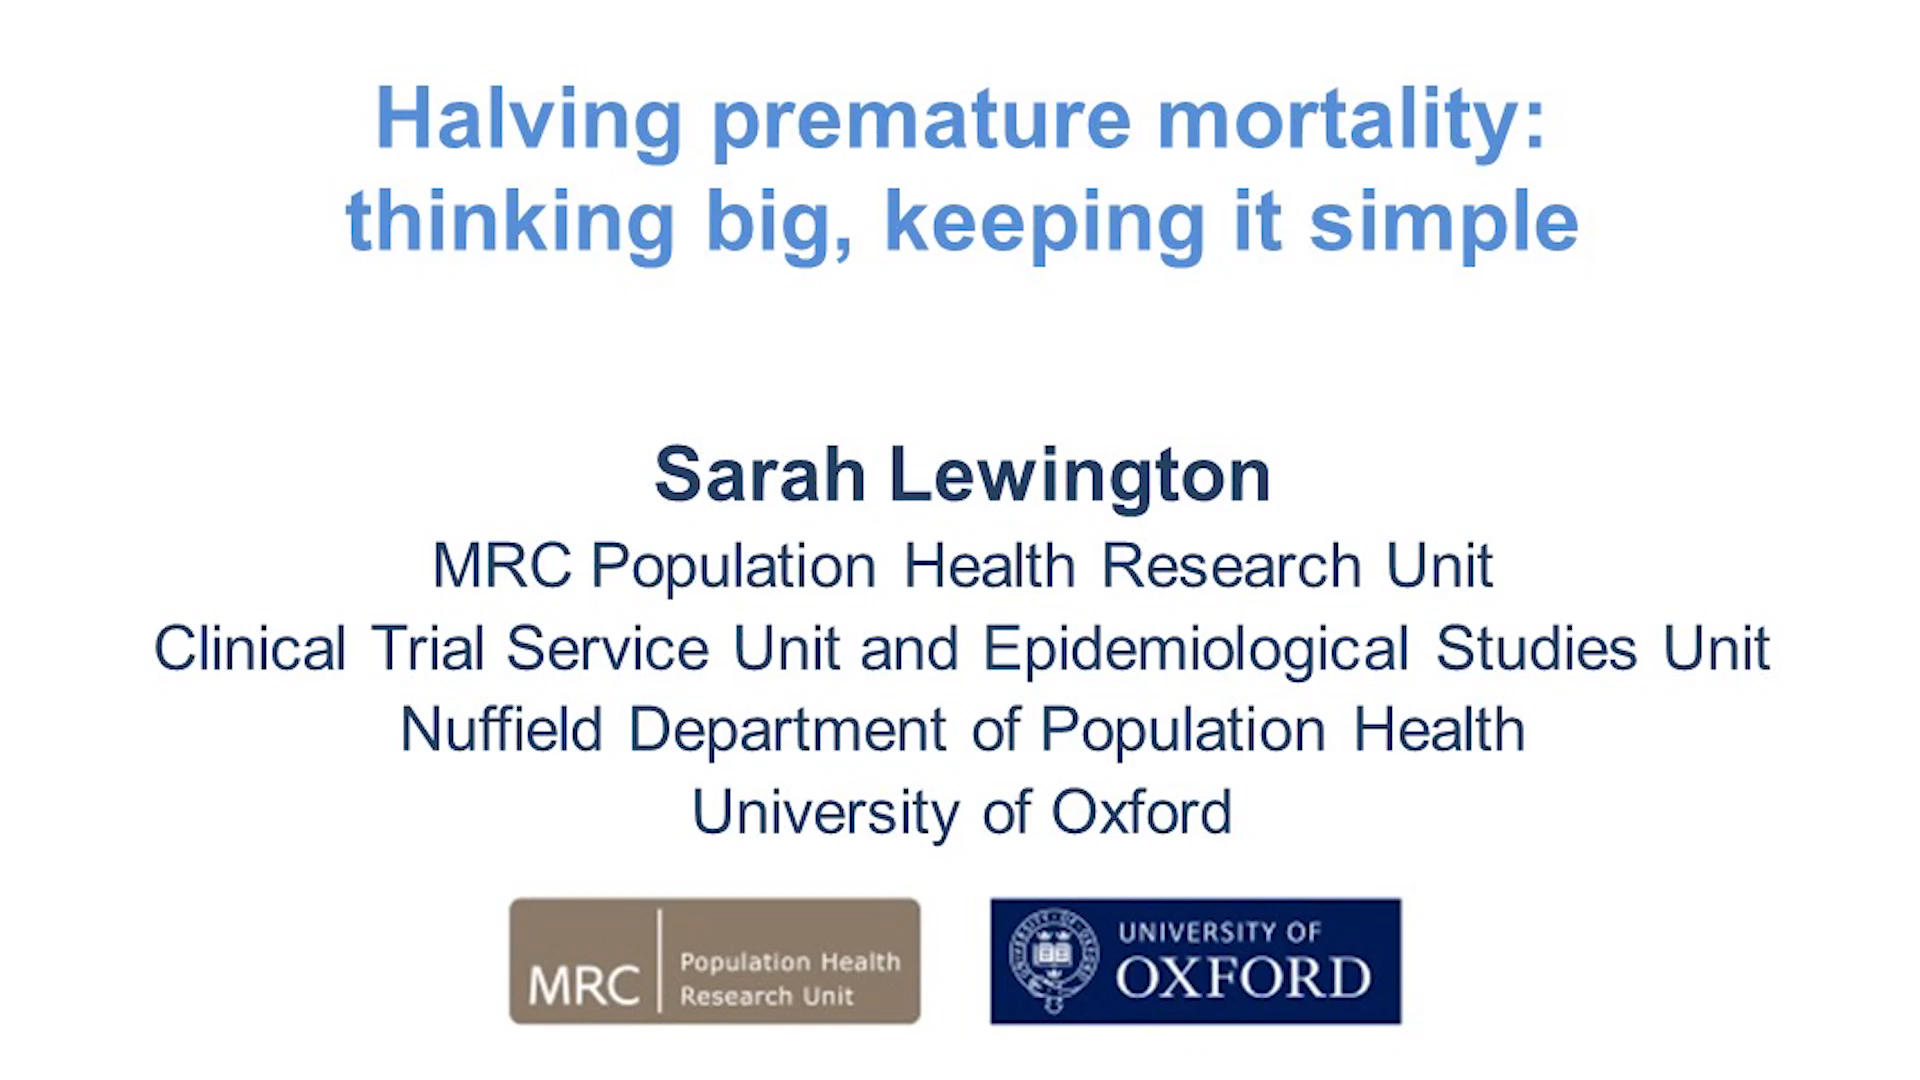 Halving premature mortality:
thinking big, keeping it simple
Sarah Lewington
MRC Population Health Research Unit
Clinical Trial Service Unit and Epidemiological Studies Unit
Nuffield Department of Population Health
University of Oxford
MRC
Population Health
Research Unit
UNIVERSITY OF
OXFORD